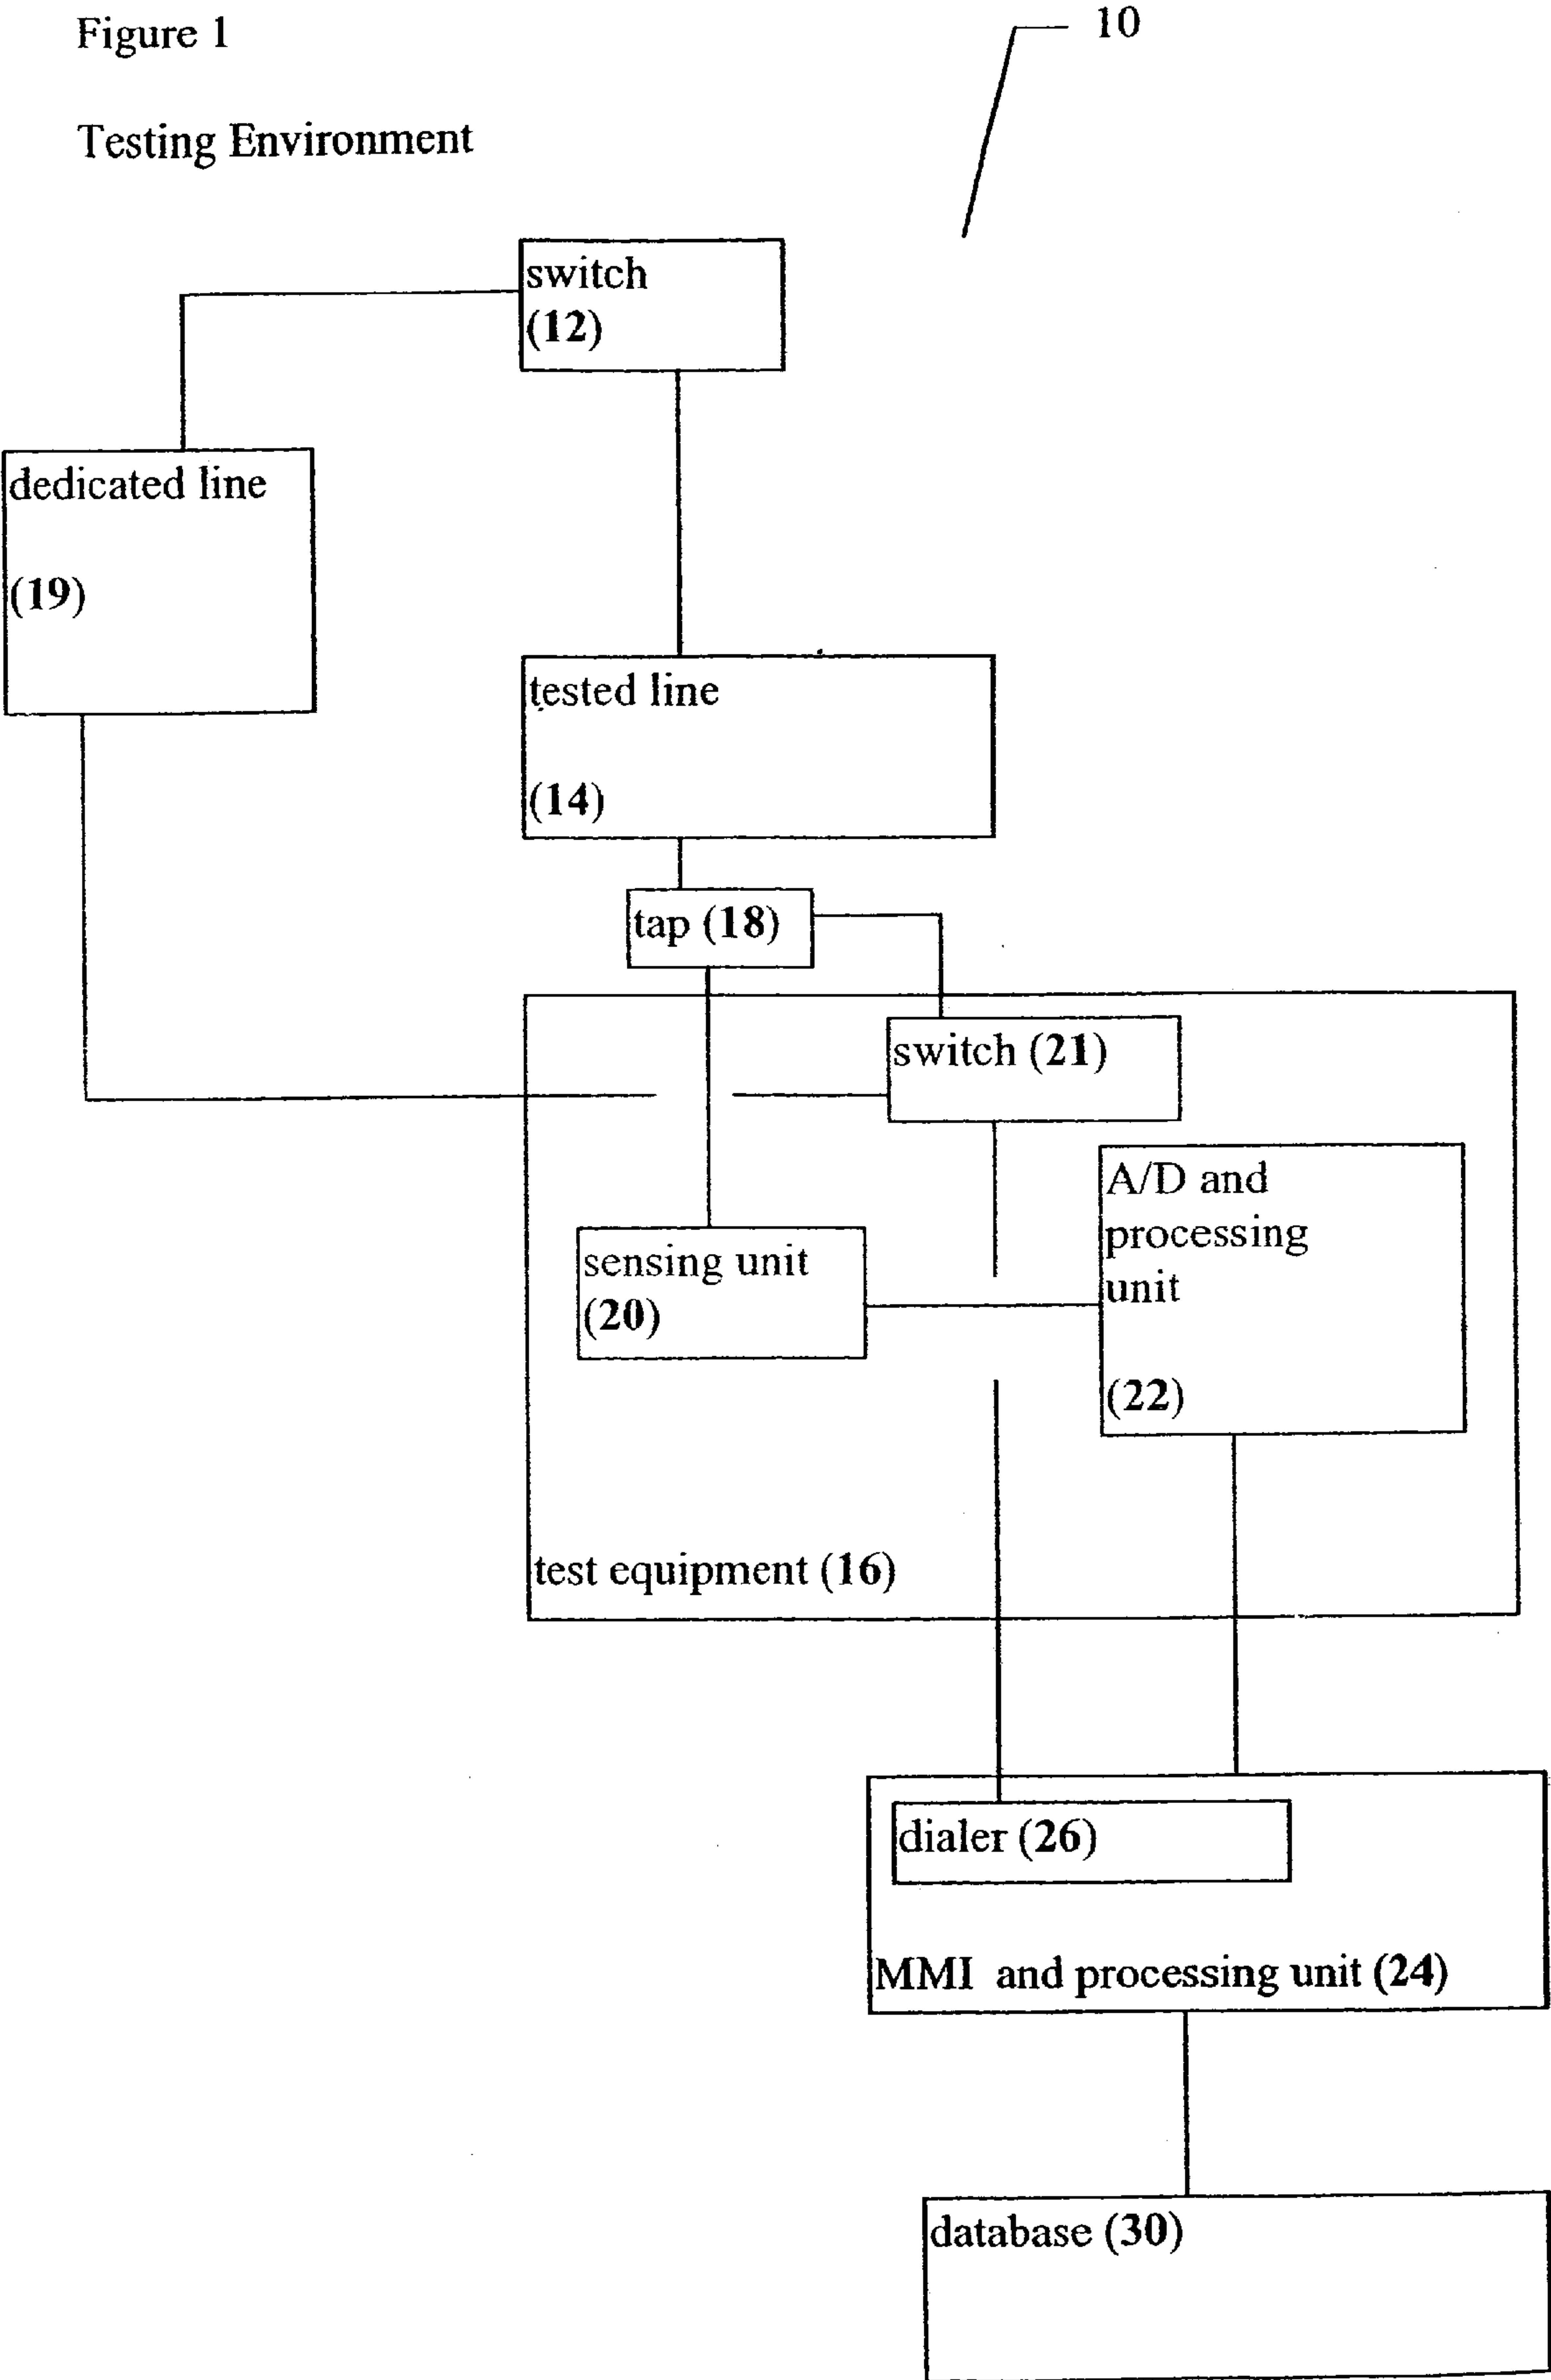 Figure 1
10
Testing Environment
switch
(12)
dedicated line
(19)
tested line
(14)
tap (18)
switch (21)
A/D and
processing
unit
(22)
sensing unit
(20)
test equipment (16)
dialer (26)
MMI and processing unit (24)
database (30)